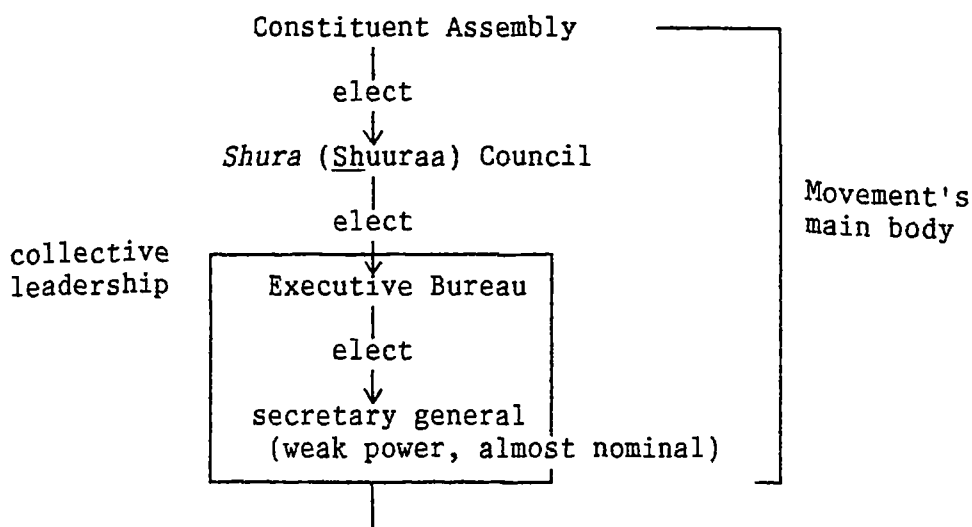 Constituent Assembly
elect
Shura (Shuuraa) Council
elect
Movement's
main body
collective
leadership
Executive Bureau
elect
secretary general
(weak power, almost nominal)